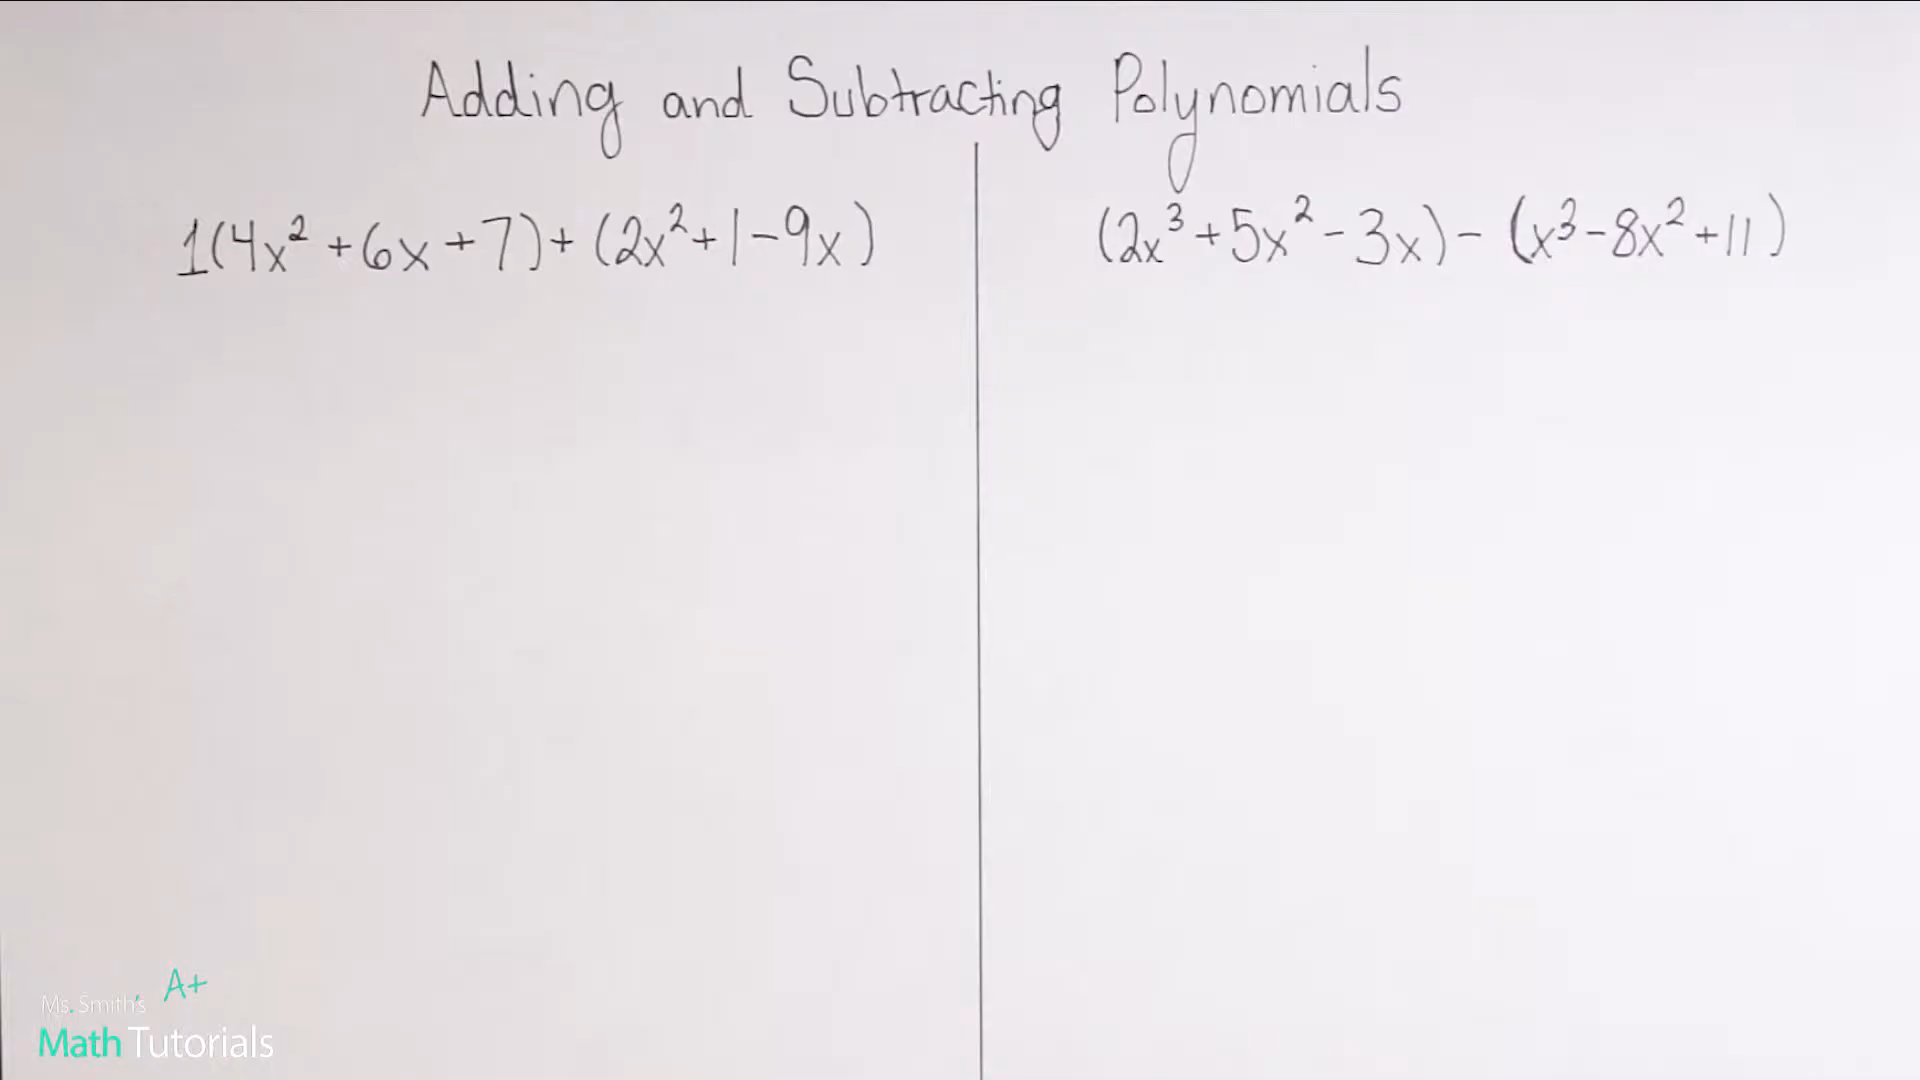 Adding and Subtracting Polynomials
1(4x² + 6x + 7) + (2x² + 1 - 9x)
(2x³ + 5x² - 3x) - (x³ - 8x² + 11)
A+
Ms. Smith's
Math Tutorials